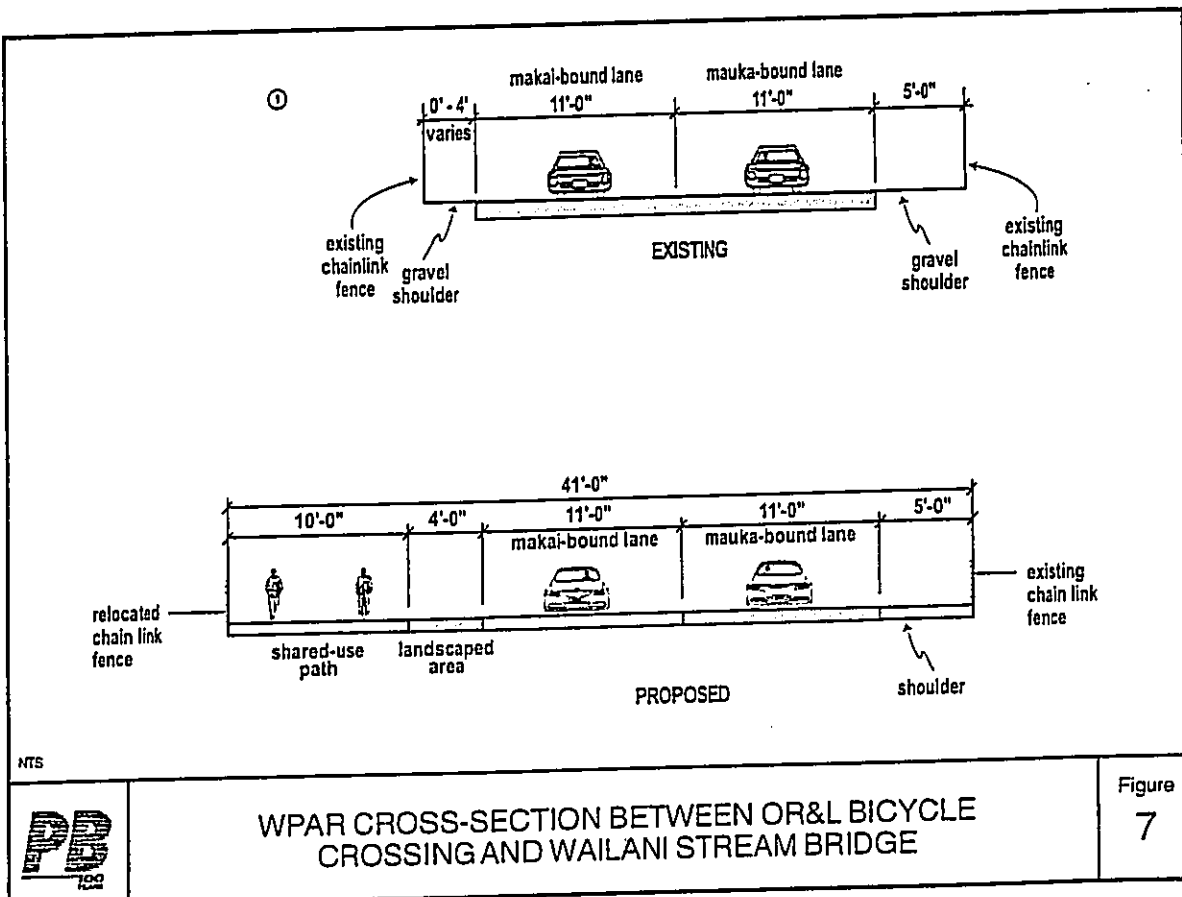 ①
makai-bound lane mauka-bound lane
0' - 4' 11'-0" 11'-0" 5'-0"
varies
existing
chainlink
fence
gravel
shoulder
EXISTING
gravel
shoulder
existing
chainlink
fence
41'-0"
10'-0" 4'-0" 11'-0" 11'-0" 5'-0"
makai-bound lane mauka-bound lane
relocated
chain link
fence
shared-use
path
landscaped
area
existing
chain link
fence
shoulder
PROPOSED
NTS
PB
100
YEARS
WPAR CROSS-SECTION BETWEEN OR&L BICYCLE
CROSSING AND WAILANI STREAM BRIDGE
Figure
7